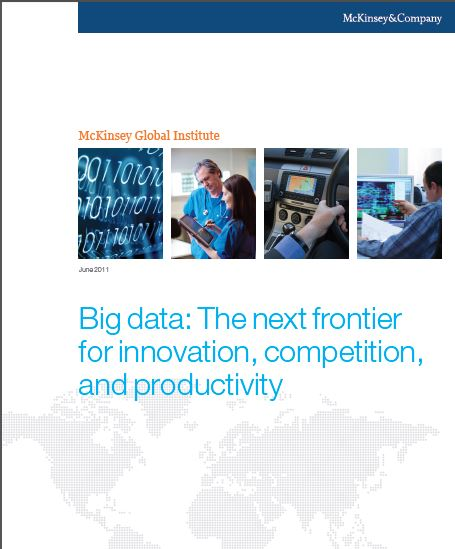 McKinsey&Company
McKinsey Global Institute
June 2011
Big data: The next frontier
for innovation, competition,
and productivity